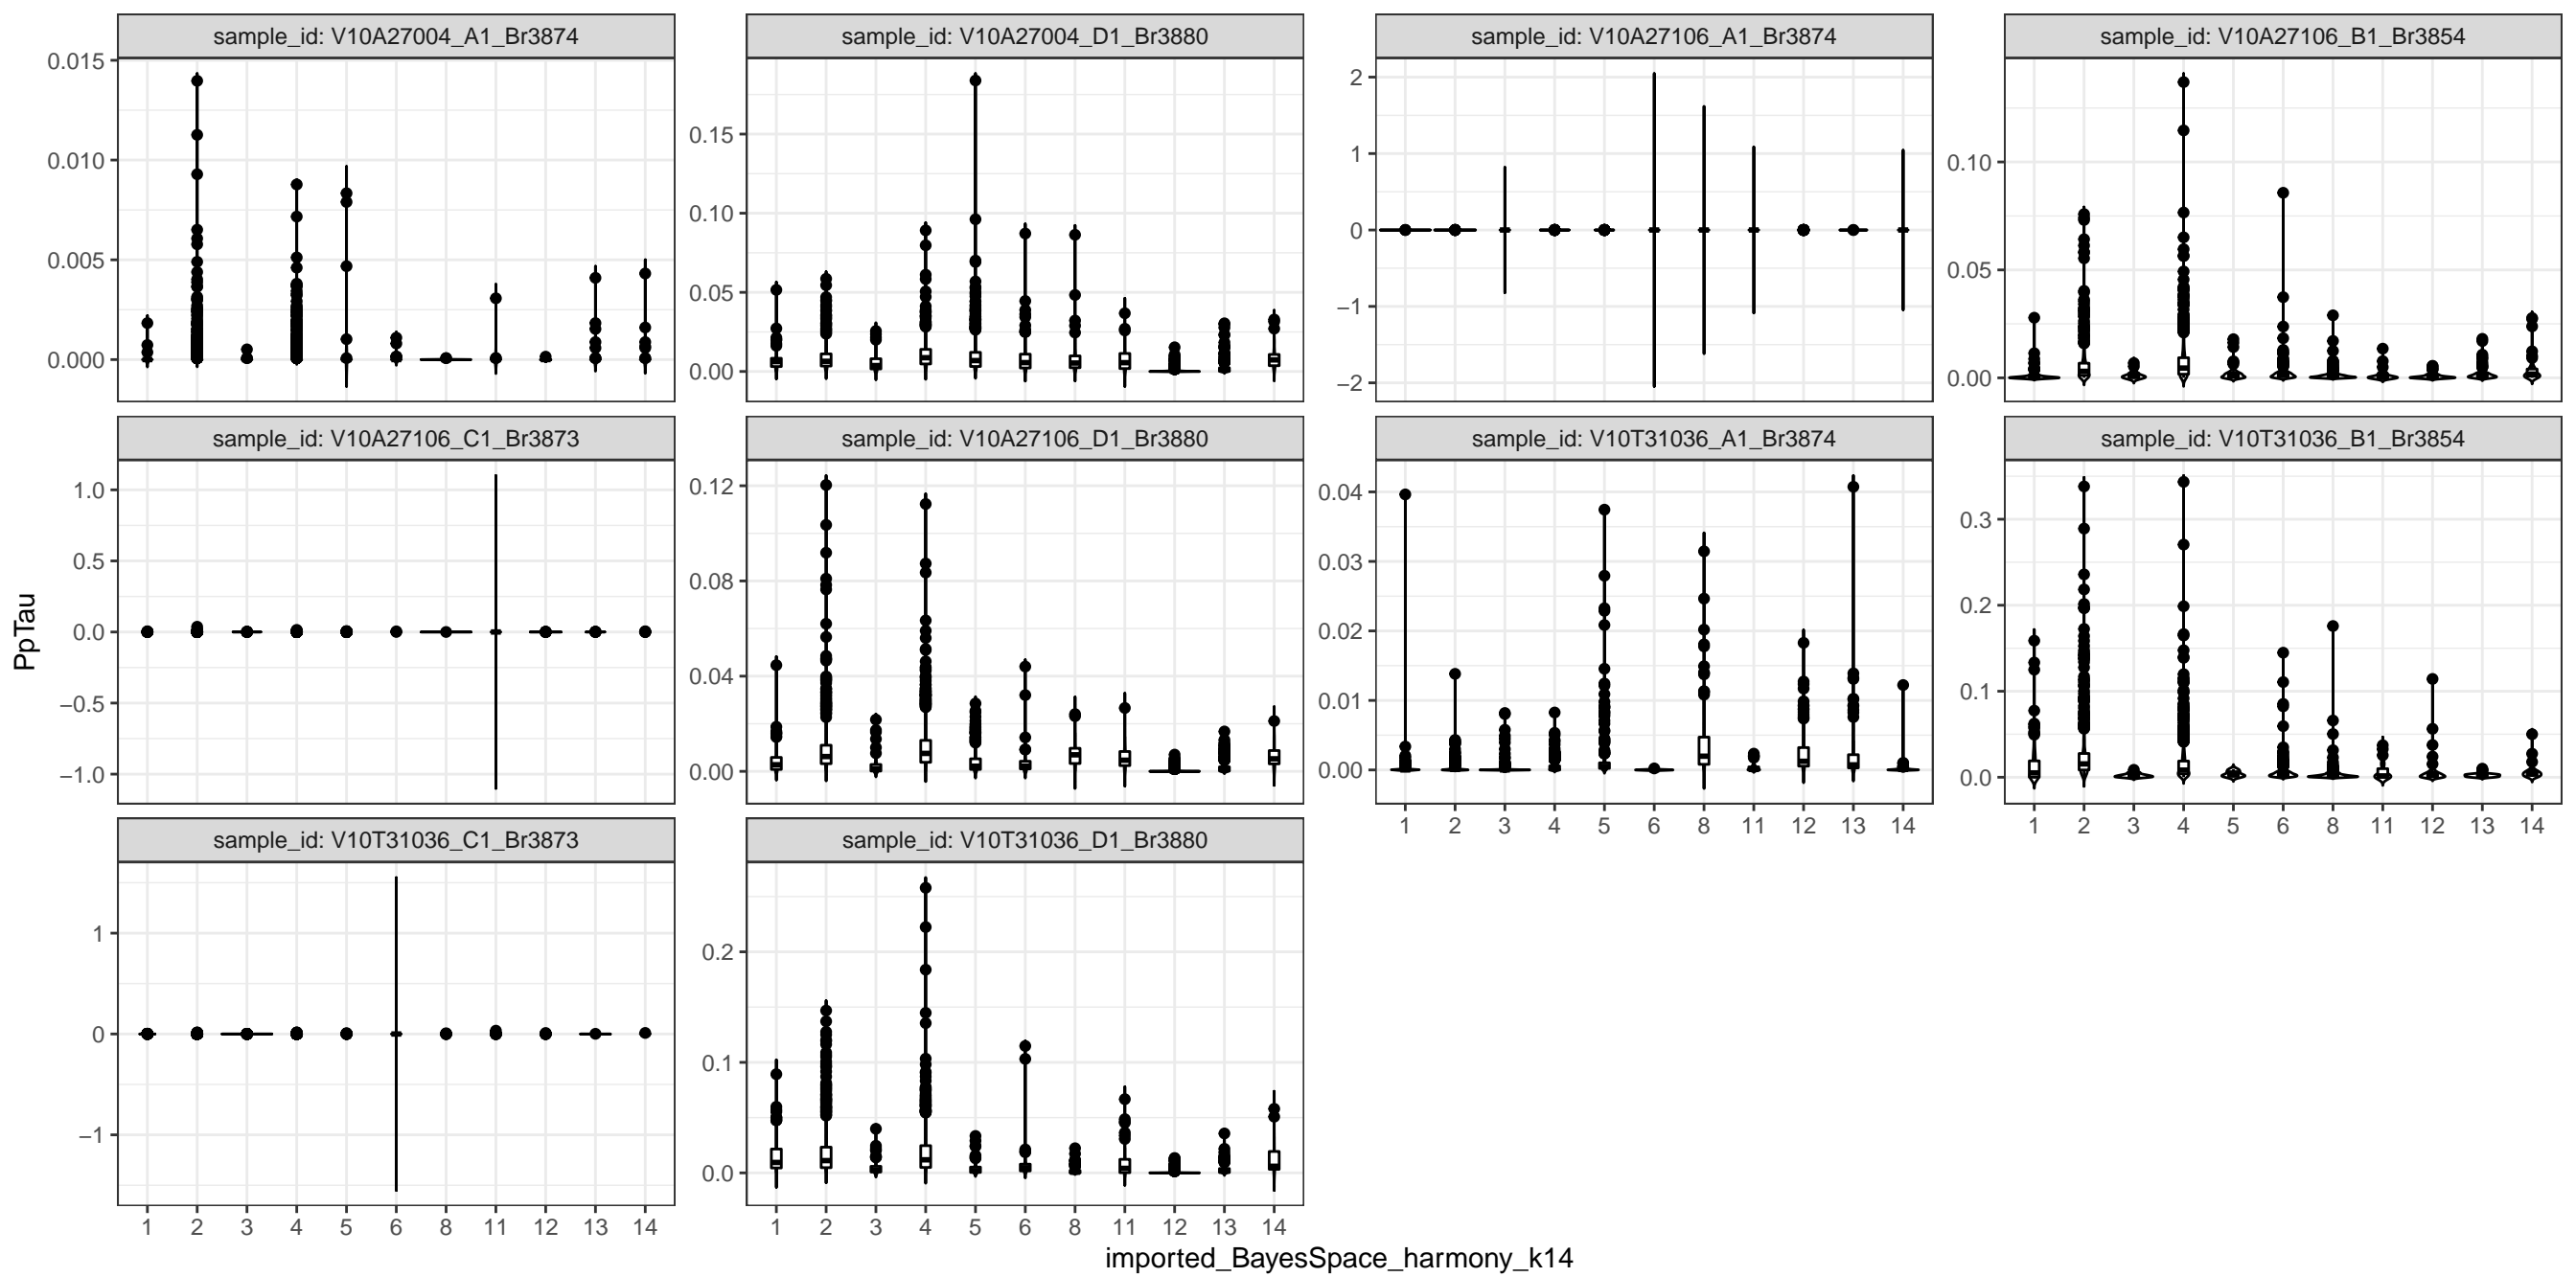 sample_id: V10A27004_A1_Br3874
sample_id: V10A27004_D1_Br3880
sample_id: V10A27106_A1_Br3874
sample_id: V10A27106_B1_Br3854
0.015
0.010
0.005
0.000
0.15
0.10
0.05
0.00
2
1
0
−1
−2
0.10
0.05
0.00
sample_id: V10A27106_C1_Br3873
sample_id: V10A27106_D1_Br3880
sample_id: V10T31036_A1_Br3874
sample_id: V10T31036_B1_Br3854
1.0
0.5
0.0
−0.5
−1.0
0.12
0.08
0.04
0.00
0.04
0.03
0.02
0.01
0.00
0.3
0.2
0.1
0.0
1 2 3 4 5 6 8 11 12 13 14
1 2 3 4 5 6 8 11 12 13 14
PpTau
sample_id: V10T31036_C1_Br3873
sample_id: V10T31036_D1_Br3880
1
0
−1
0.2
0.1
0.0
1 2 3 4 5 6 8 11 12 13 14
1 2 3 4 5 6 8 11 12 13 14
imported_BayesSpace_harmony_k14